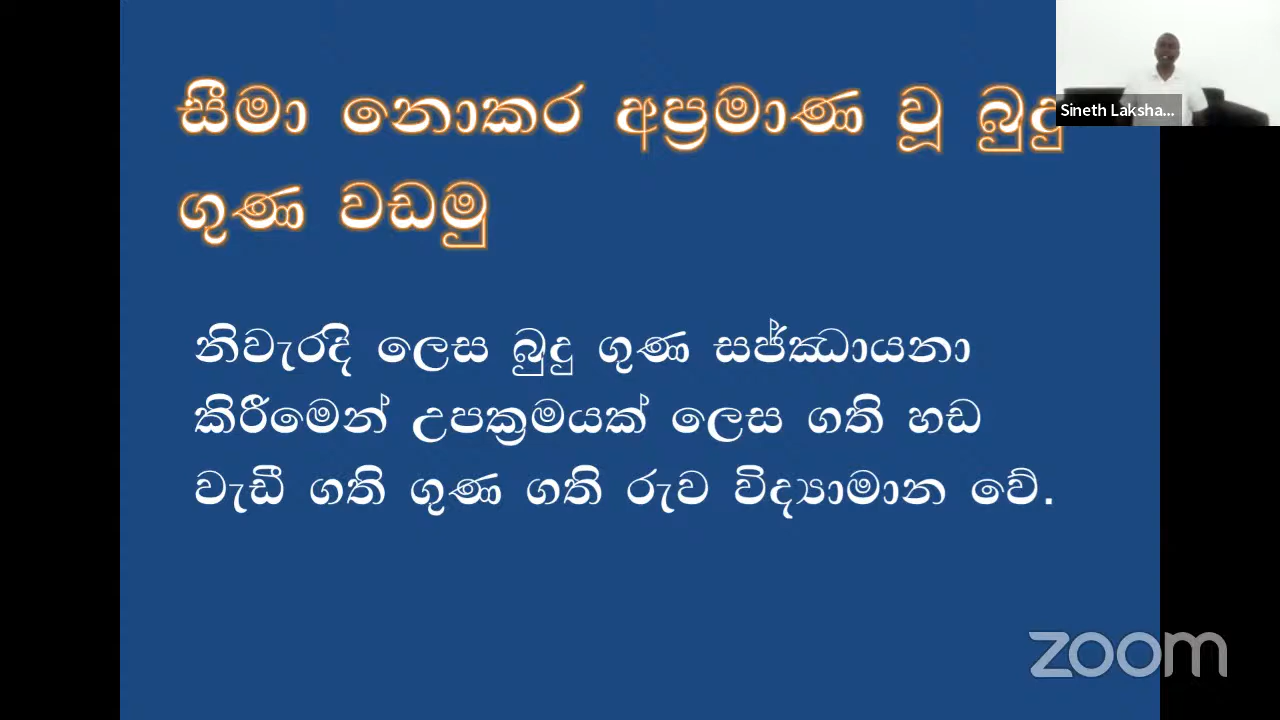 සීමා නොකර අප්‍රමාණ වූ බුදු
ගුණ වඩමු
Sineth Laksha...
නිවැරදි ලෙස බුදු ගුණ සජ්ඣායනා
කිරීමෙන් උපක්‍රමයක් ලෙස ගති හඩ
වැඩී ගති ගුණ ගති රුව විද්‍යාමාන වේ.
zoom